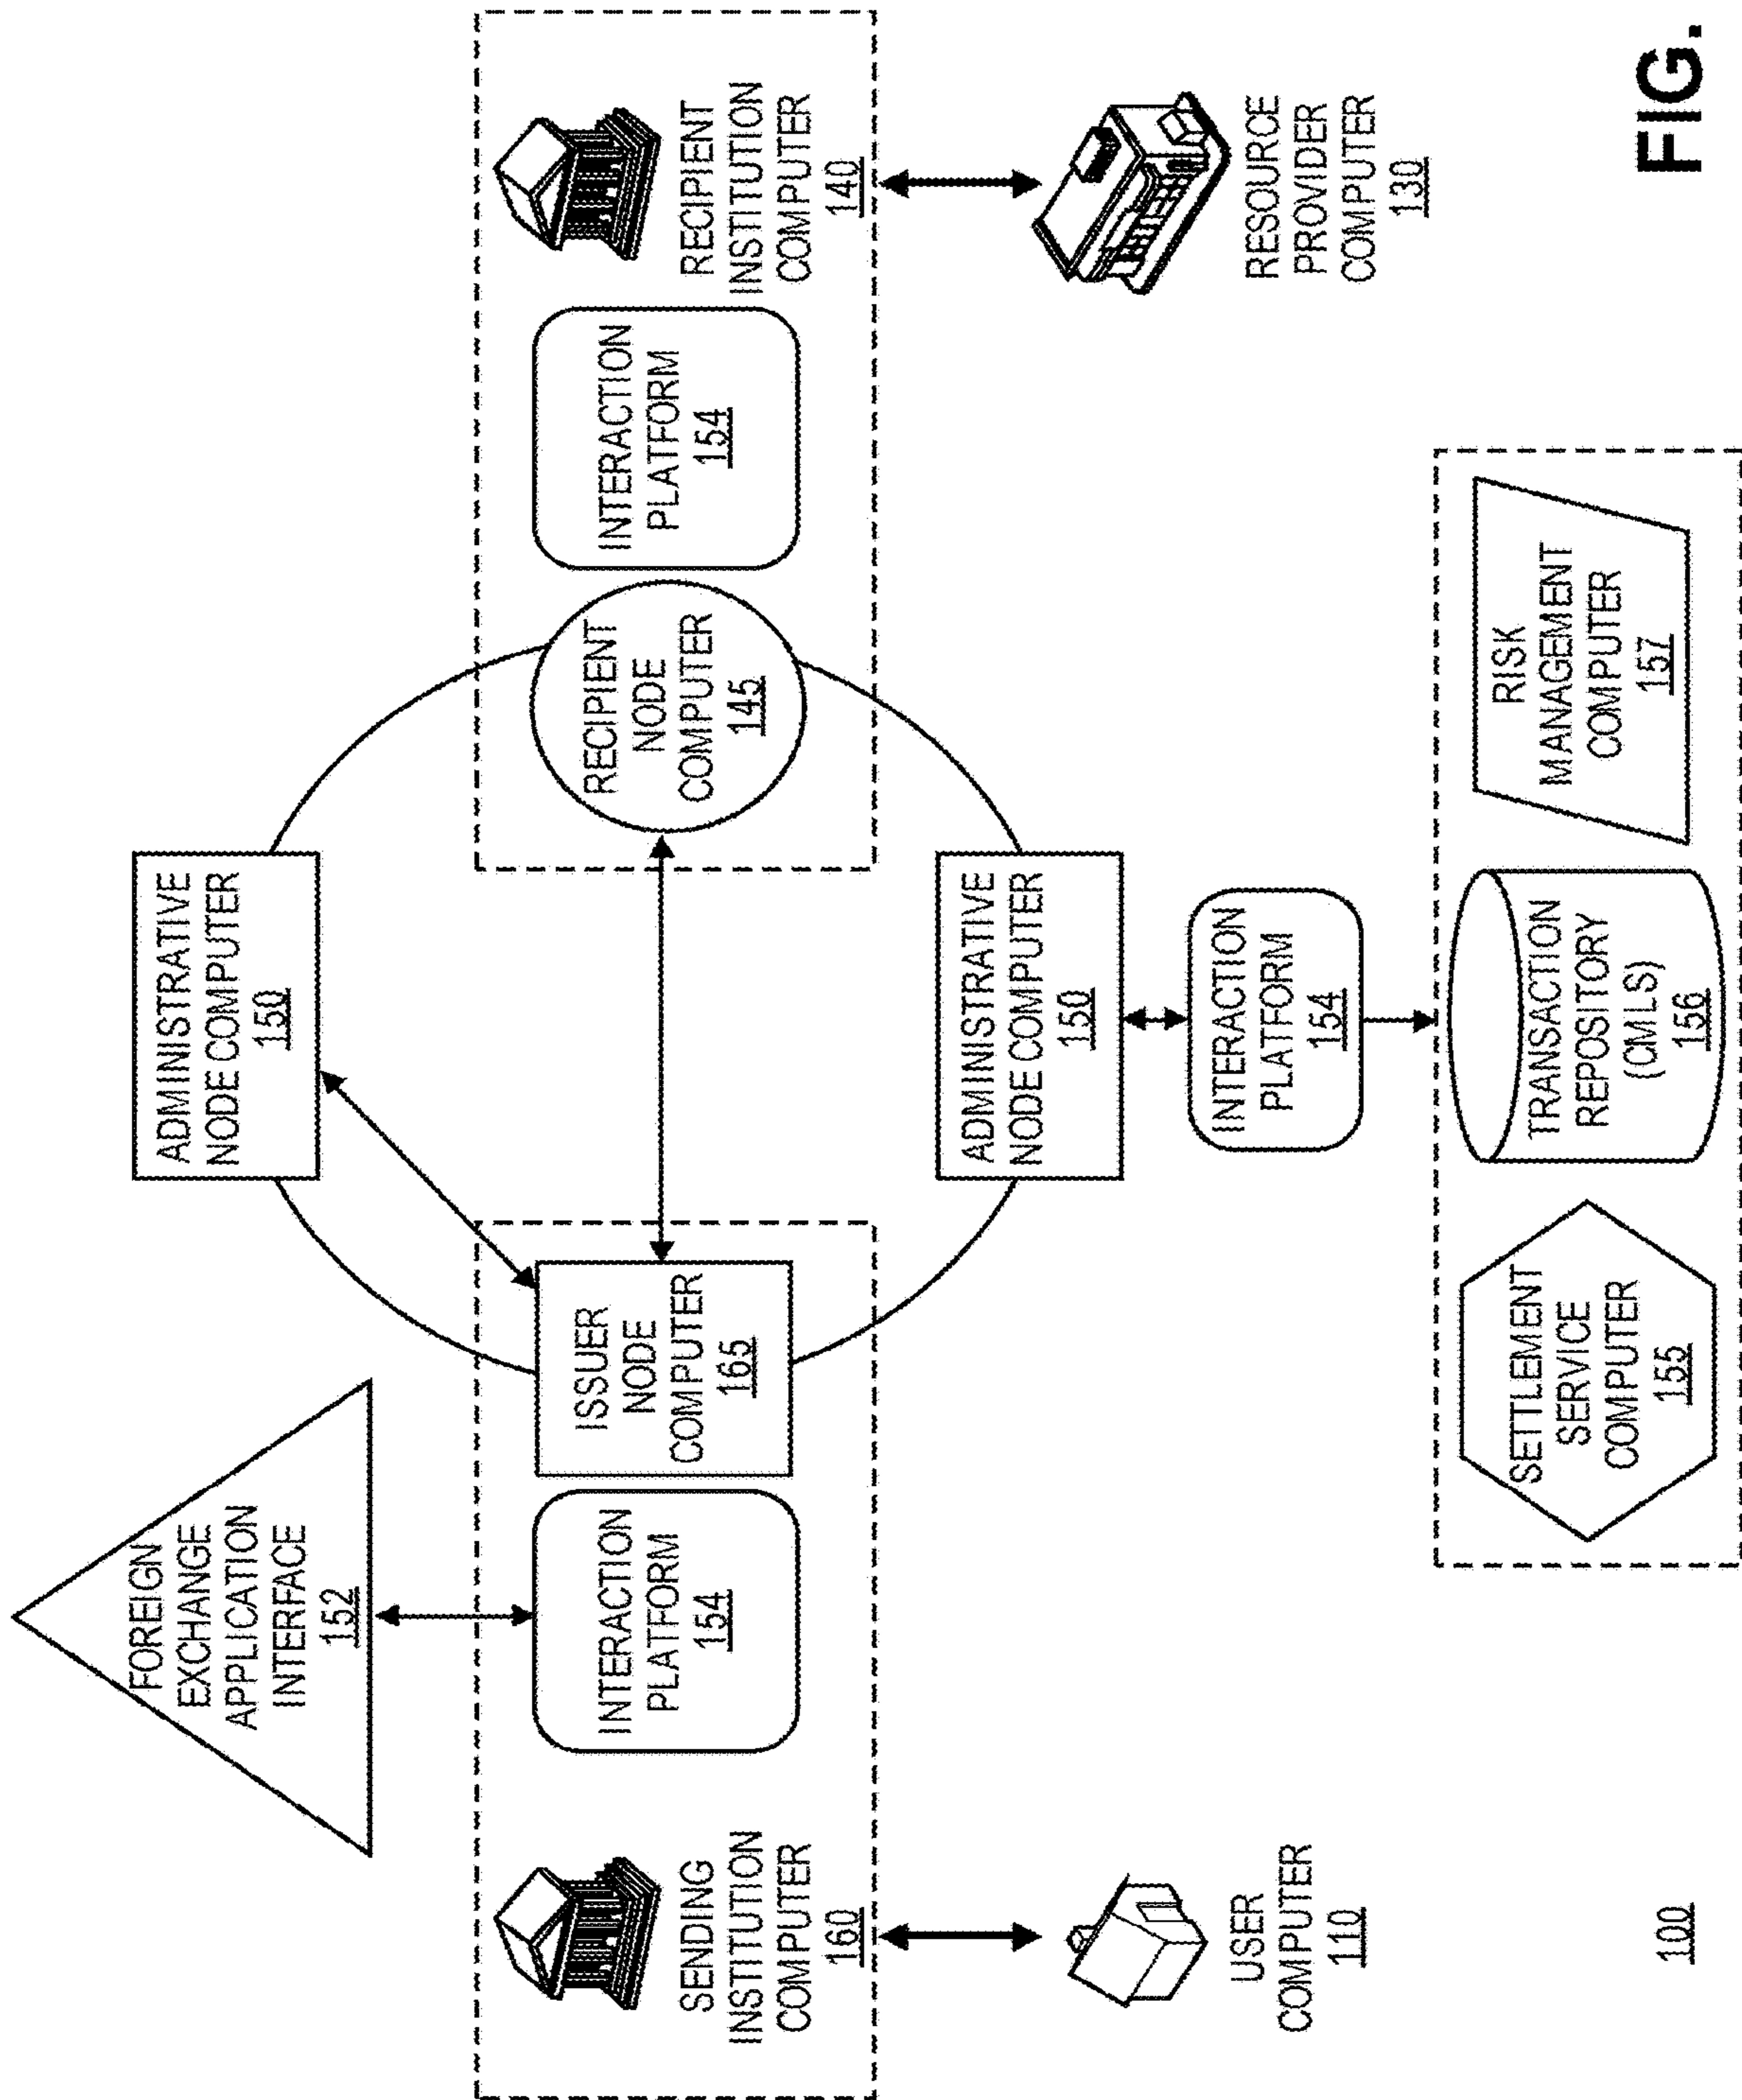 FOREIGN
EXCHANGE
APPLICATION
INTERFACE
152
ADMINISTRATIVE
NODE COMPUTER
150
SENDING
INSTITUTION
COMPUTER
160
INTERACTION
PLATFORM
154
ISSUER
NODE
COMPUTER
165
RECIPIENT
NODE
COMPUTER
145
INTERACTION
PLATFORM
154
RECIPIENT
INSTITUTION
COMPUTER
140
USER
COMPUTER
110
ADMINISTRATIVE
NODE COMPUTER
150
RESOURCE
PROVIDER
COMPUTER
130
INTERACTION
PLATFORM
154
SETTLEMENT
SERVICE
COMPUTER
155
TRANSACTION
REPOSITORY
(CMLS)
156
RISK
MANAGEMENT
COMPUTER
157
100
FIG.